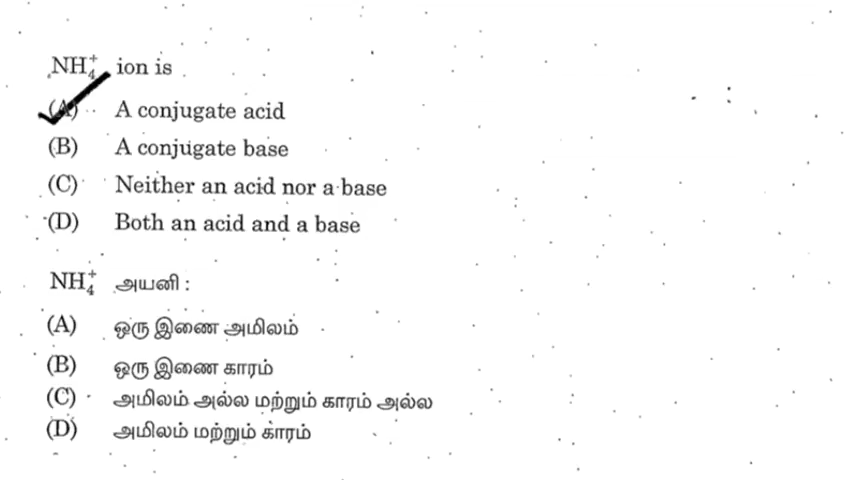 NH₄⁺ ion is
(A) A conjugate acid
(B) A conjugate base
(C) Neither an acid nor a base
(D) Both an acid and a base
NH₄⁺ அயனி :
(A) ஒரு இணை அமிலம்
(B) ஒரு இணை காரம்
(C) அமிலம் அல்ல மற்றும் காரம் அல்ல
(D) அமிலம் மற்றும் காரம்